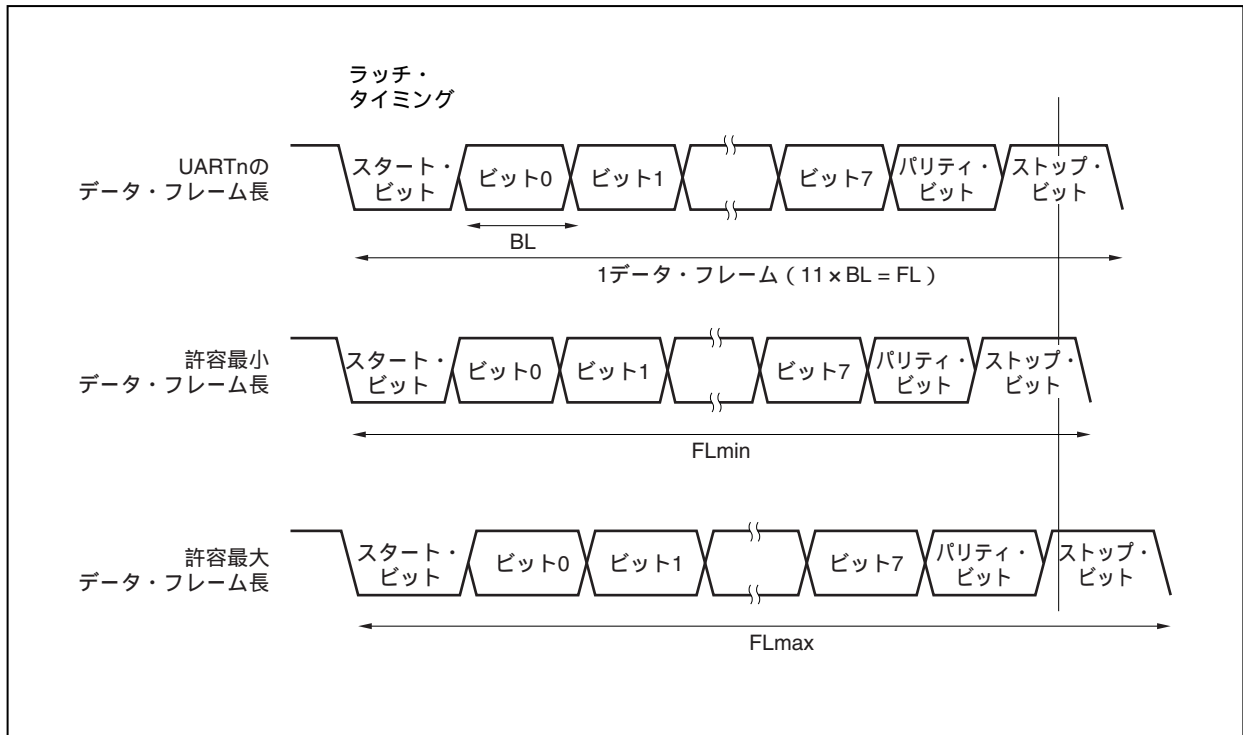 ラッチ・
タイミング
UARTnの
データ・フレーム長
スタート・
ビット
ビット0
ビット1
ビット7
パリティ・
ビット
ストップ・
ビット
BL
1データ・フレーム（11×BL = FL）
許容最小
データ・フレーム長
スタート・
ビット
ビット0
ビット1
ビット7
パリティ・
ビット
ストップ・
ビット
FLmin
許容最大
データ・フレーム長
スタート・
ビット
ビット0
ビット1
ビット7
パリティ・
ビット
ストップ・
ビット
FLmax